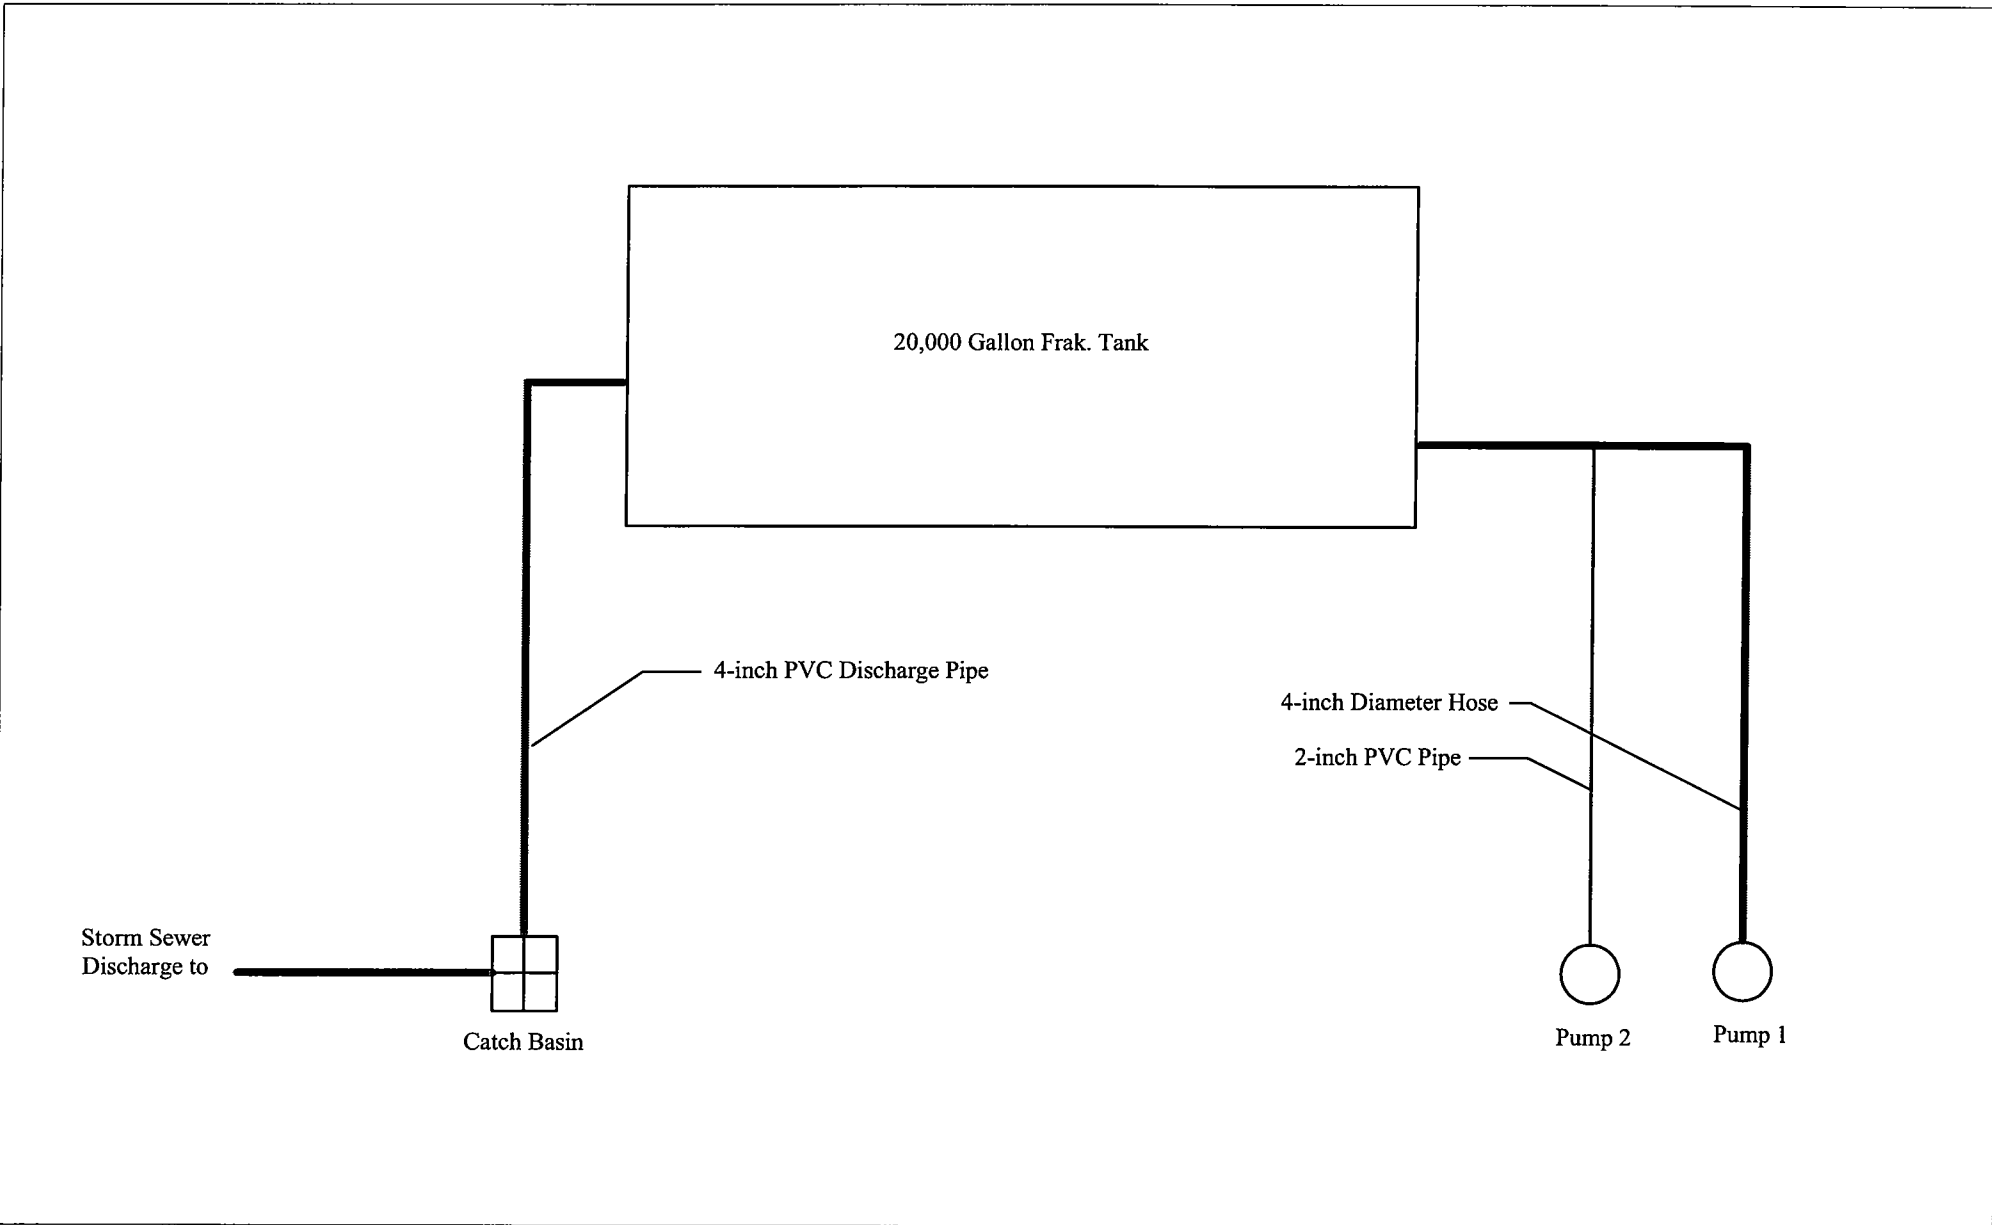 20,000 Gallon Frak. Tank
4-inch PVC Discharge Pipe
4-inch Diameter Hose
2-inch PVC Pipe
Storm Sewer
Discharge to
Catch Basin
Pump 2
Pump 1